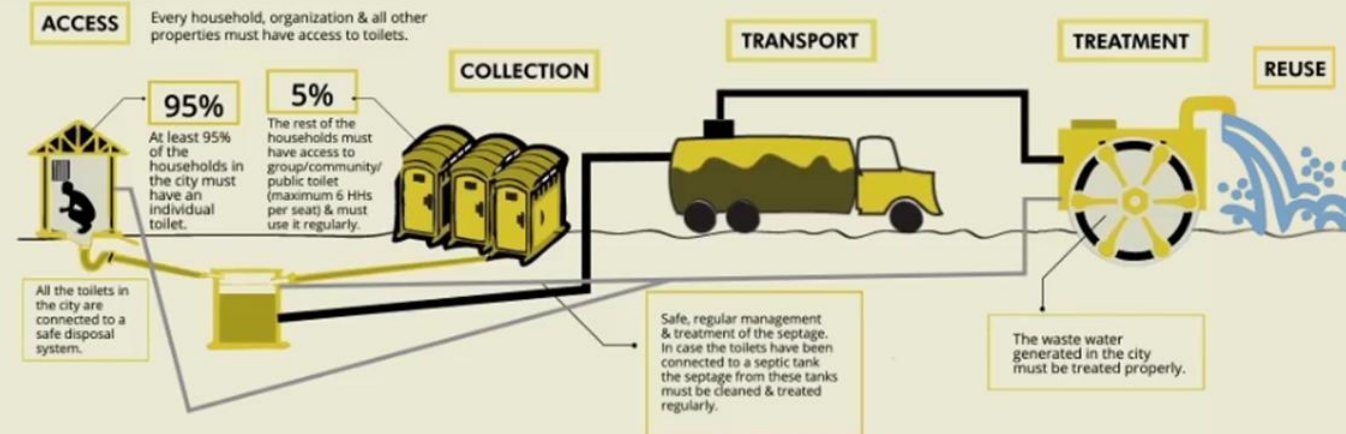 ACCESS
Every household, organization & all other
properties must have access to toilets.
COLLECTION
TRANSPORT
TREATMENT
REUSE
95%
At least 95%
of the
households in
the city must
have an
individual
toilet.
5%
The rest of the
households must
have access to
group/community/
public toilet
(maximum 6 HHs
per seat) & must
use it regularly.
All the toilets in
the city are
connected to a
safe disposal
system.
Safe, regular management
& treatment of the septage.
In case the toilets have been
connected to a septic tank
the septage from these tanks
must be cleaned & treated
regularly.
The waste water
generated in the city
must be treated properly.